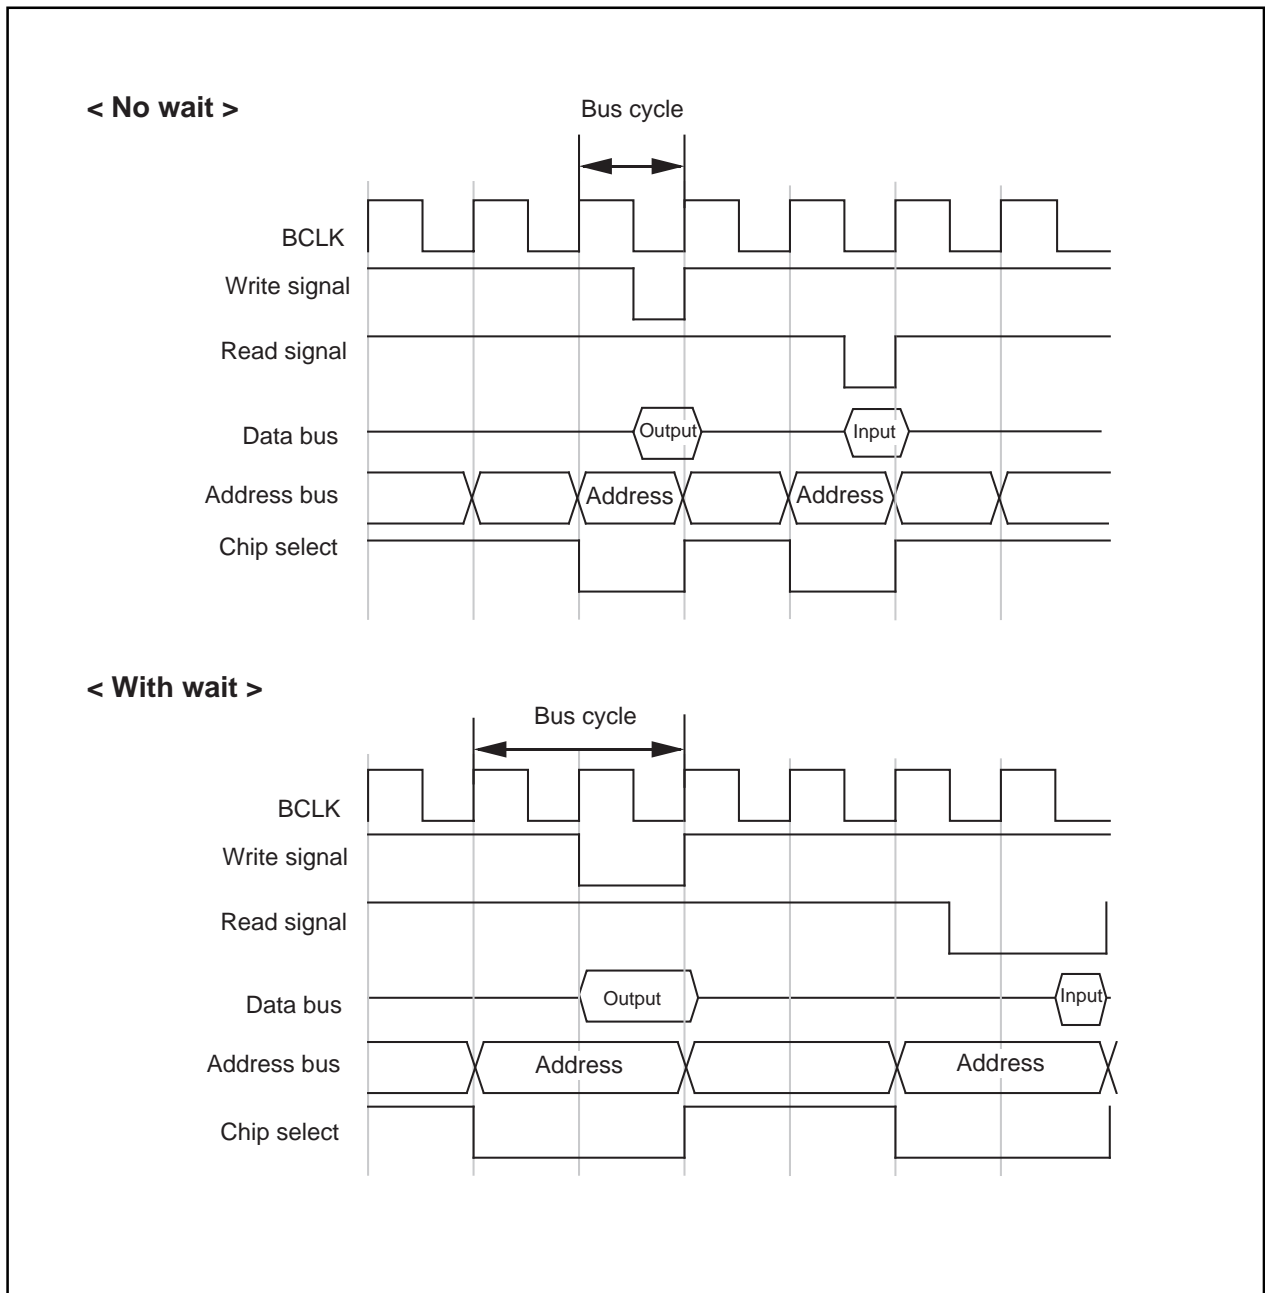 < No wait >
Bus cycle
BCLK
Write signal
Read signal
Data bus
Output
Input
Address bus
Address
Address
Chip select
< With wait >
Bus cycle
BCLK
Write signal
Read signal
Data bus
Output
Input
Address bus
Address
Address
Chip select